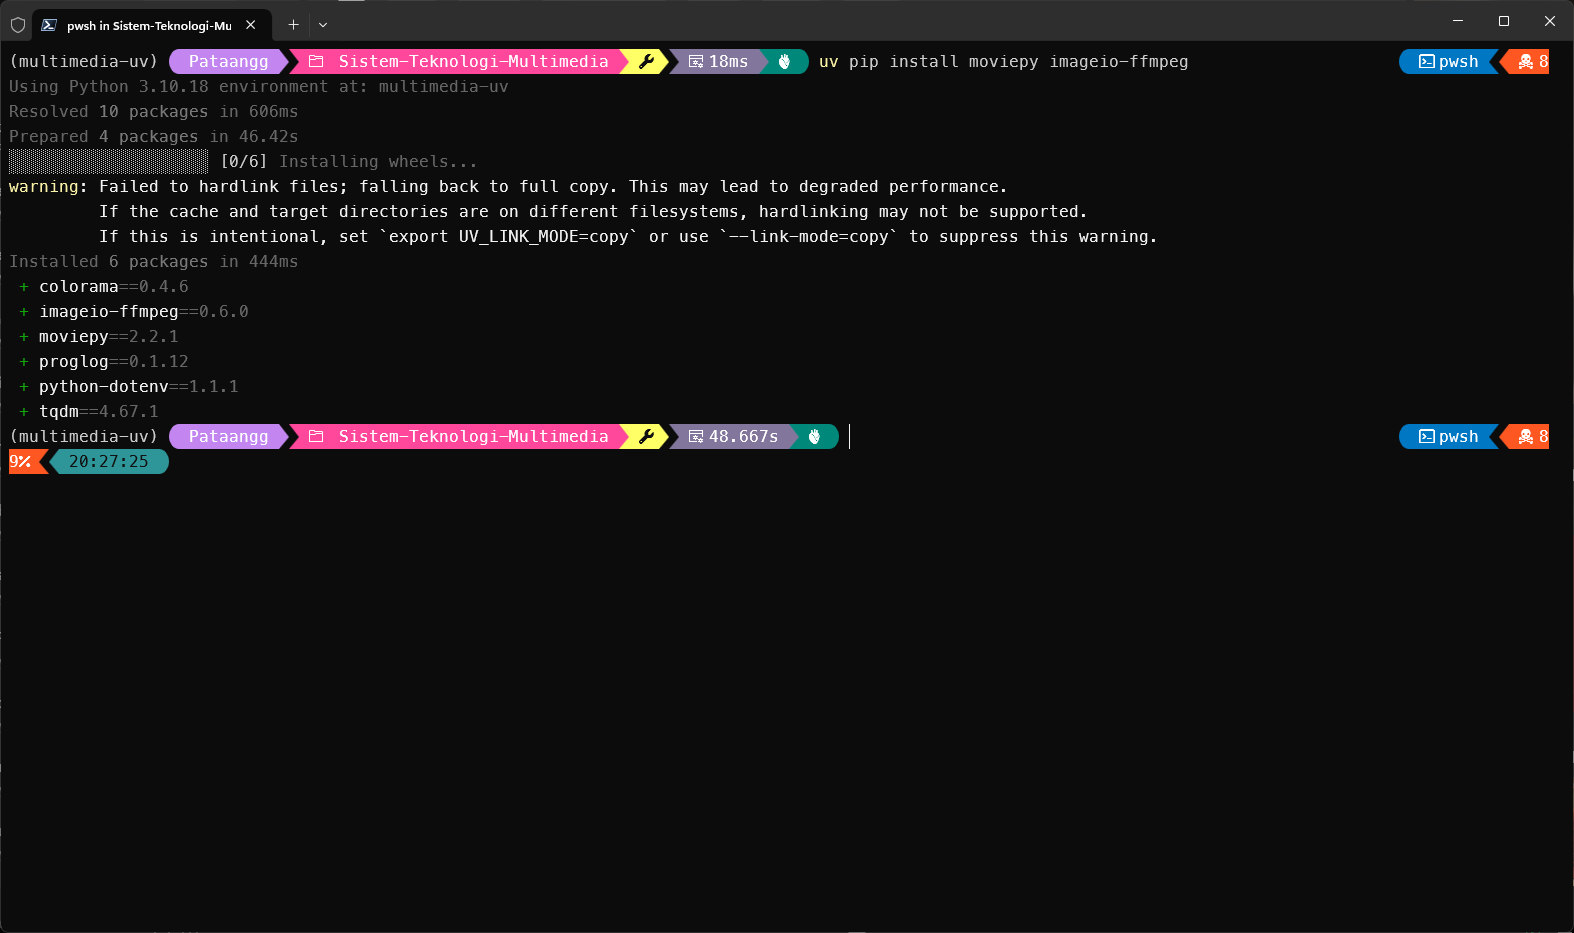 pwsh in Sistem-Teknologi-Mu
(multimedia-uv) Pataangg Sistem-Teknologi-Multimedia 18ms uv pip install moviepy imageio-ffmpeg pwsh 8
Using Python 3.10.18 environment at: multimedia-uv
Resolved 10 packages in 606ms
Prepared 4 packages in 46.42s
[0/6] Installing wheels...
warning: Failed to hardlink files; falling back to full copy. This may lead to degraded performance.
If the cache and target directories are on different filesystems, hardlinking may not be supported.
If this is intentional, set `export UV_LINK_MODE=copy` or use `--link-mode=copy` to suppress this warning.
Installed 6 packages in 444ms
+ colorama==0.4.6
+ imageio-ffmpeg==0.6.0
+ moviepy==2.2.1
+ proglog==0.1.12
+ python-dotenv==1.1.1
+ tqdm==4.67.1
(multimedia-uv) Pataangg Sistem-Teknologi-Multimedia 48.667s pwsh 8
9% 20:27:25